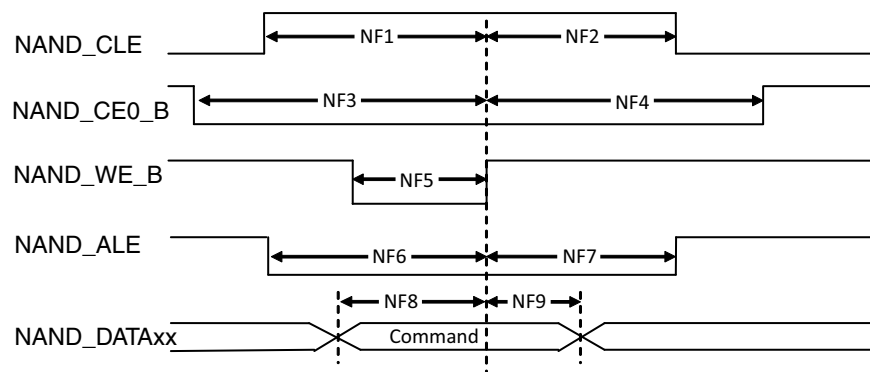 NAND_CLE
NF1
NF2
NAND_CE0_B
NF3
NF4
NAND_WE_B
NF5
NAND_ALE
NF6
NF7
NF8
NF9
NAND_DATAxx
Command